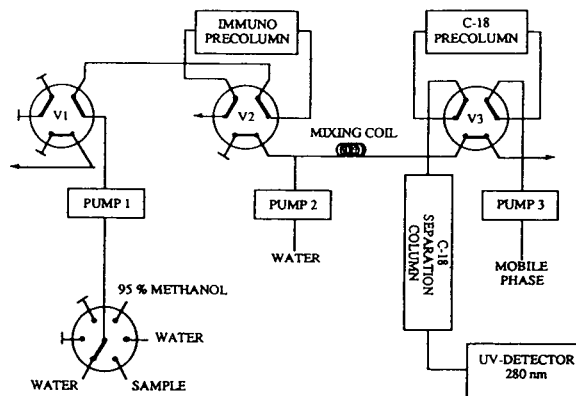 IMMUNO
PRECOLUMN
C-18
PRECOLUMN
V1
V2
V3
MIXING COIL
PUMP 1
PUMP 2
PUMP 3
WATER
C-18
SEPARATION
COLUMN
MOBILE
PHASE
95 % METHANOL
WATER
WATER
SAMPLE
UV-DETECTOR
280 nm